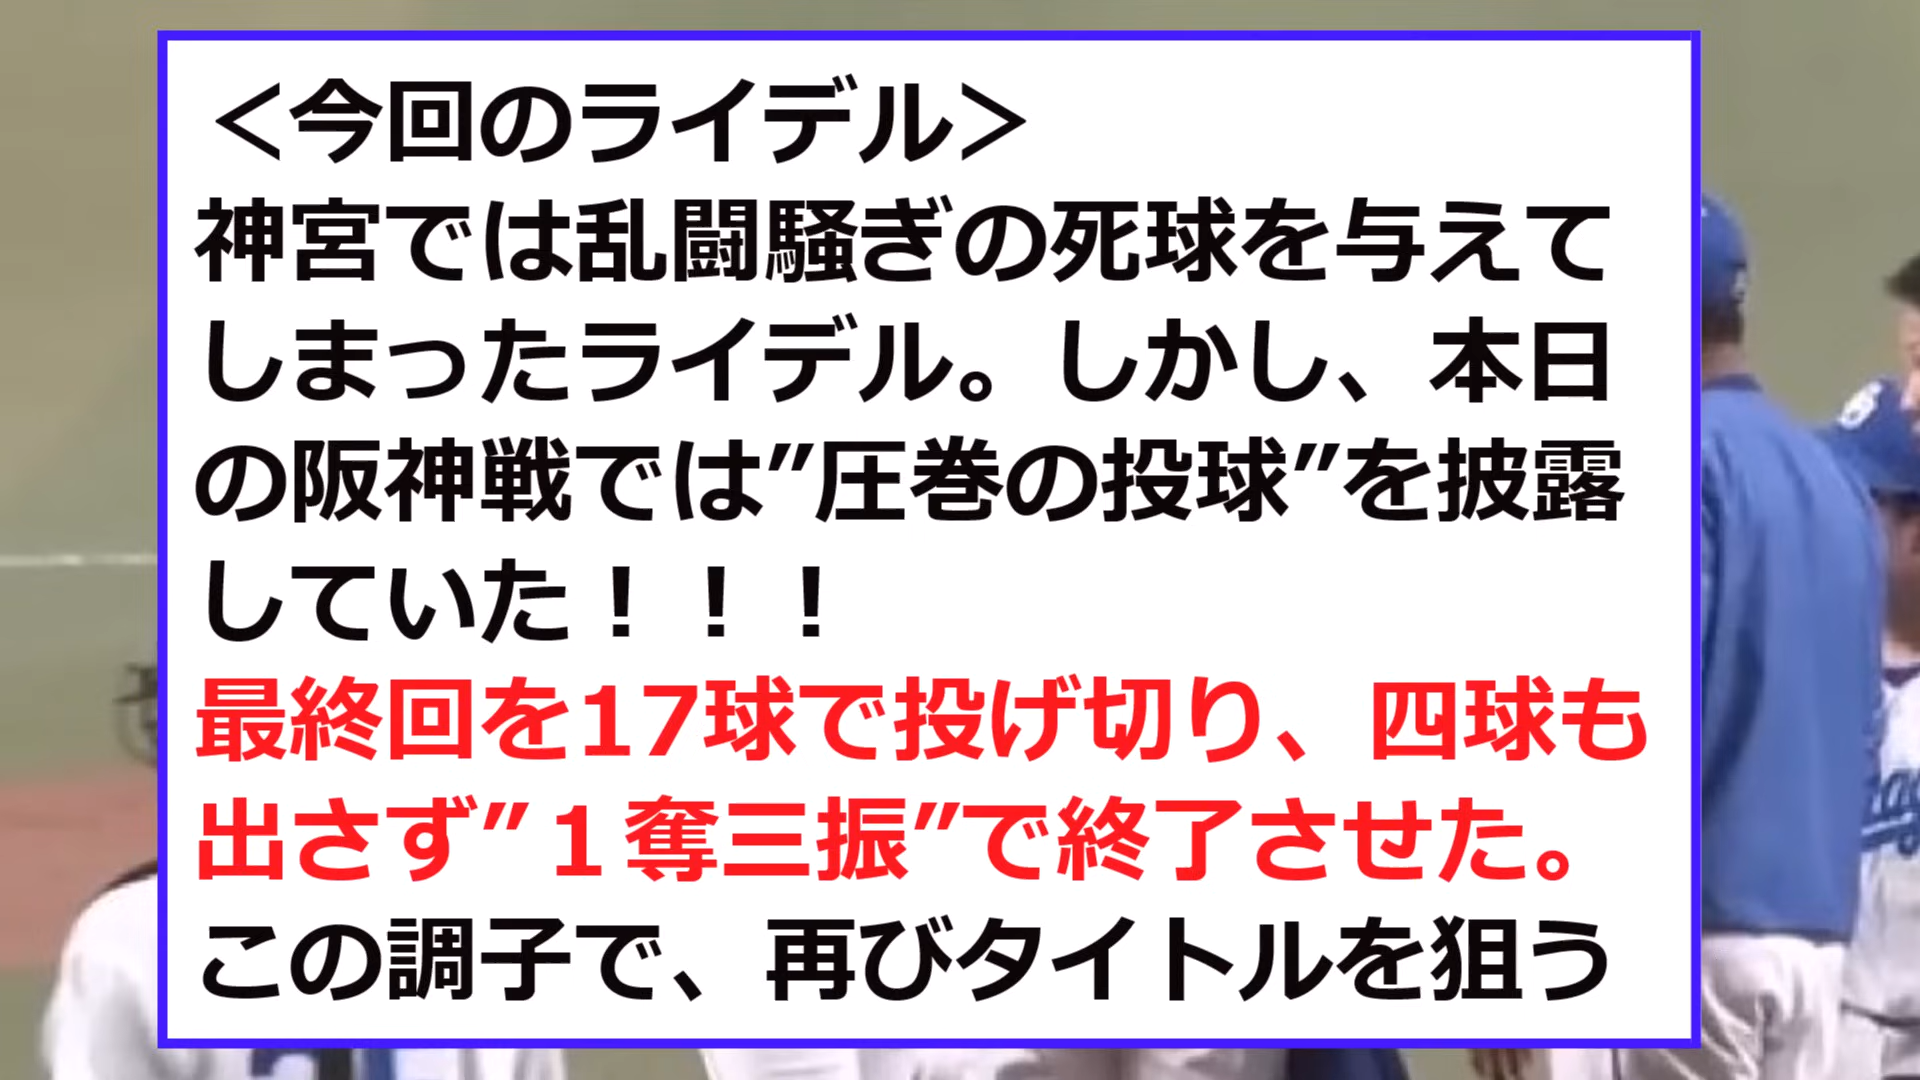 ＜今回のライデル＞
神宮では乱闘騒ぎの死球を与えて
しまったライデル。しかし、本日
の阪神戦では”圧巻の投球”を披露
していた！！！
最終回を17球で投げ切り、四球も
出さず”１奪三振”で終了させた。
この調子で、再びタイトルを狙う